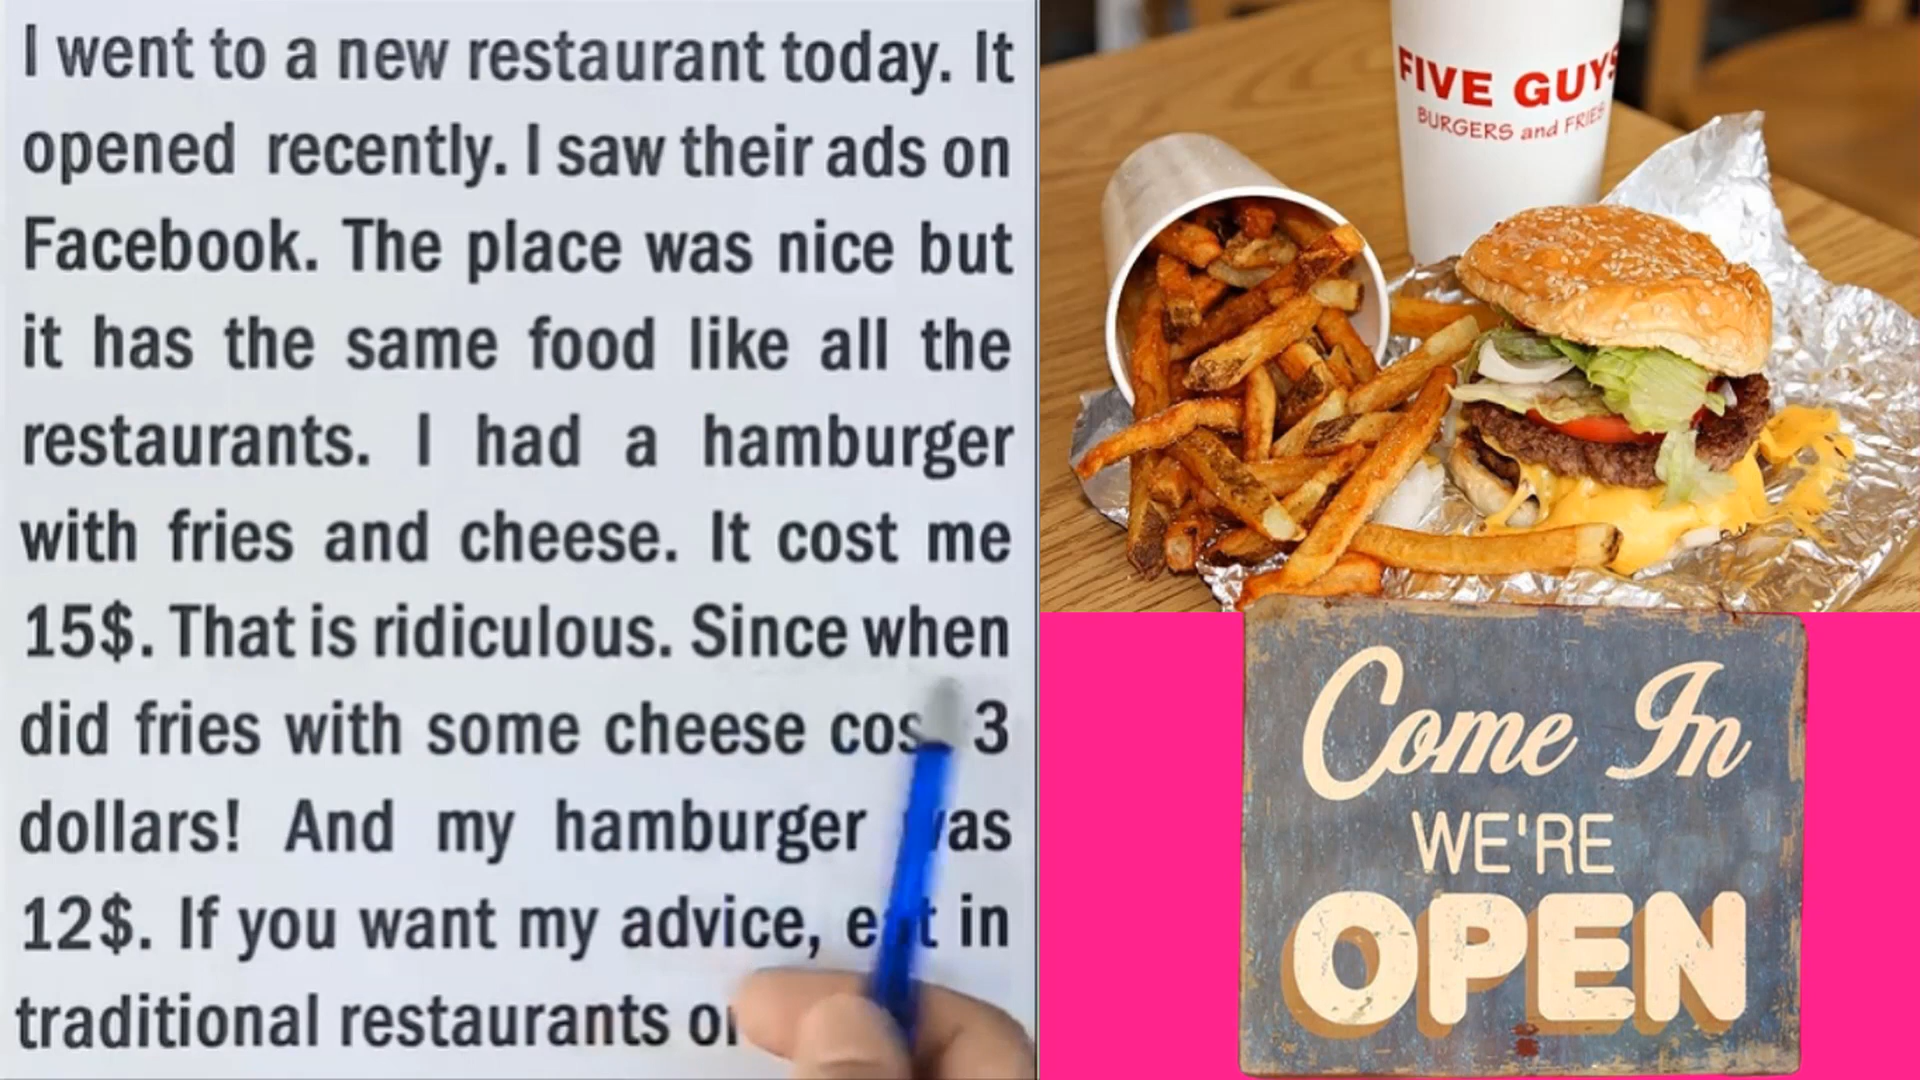 I went to a new restaurant today. It
opened recently. I saw their ads on
Facebook. The place was nice but
it has the same food like all the
restaurants. I had a hamburger
with fries and cheese. It cost me
15$. That is ridiculous. Since when
did fries with some cheese 3
dollars! And my hamburger
12$. If you want my advice, in
traditional restaurants
FIVE GUYS
BURGERS and FRIES
Come In
WE'RE
OPEN